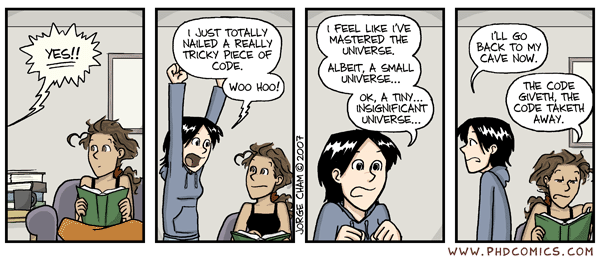 YES!!
I JUST TOTALLY
NAILED A REALLY
TRICKY PIECE OF
CODE.
WOO HOO!
JORGE CHAM © 2007
I FEEL LIKE I'VE
MASTERED THE
UNIVERSE.
ALBEIT, A SMALL
UNIVERSE...
OK, A TINY...
INSIGNIFICANT
UNIVERSE...
I'LL GO
BACK TO MY
CAVE NOW.
THE CODE
GIVETH, THE
CODE TAKETH
AWAY.
WWW.PHDCOMICS.COM